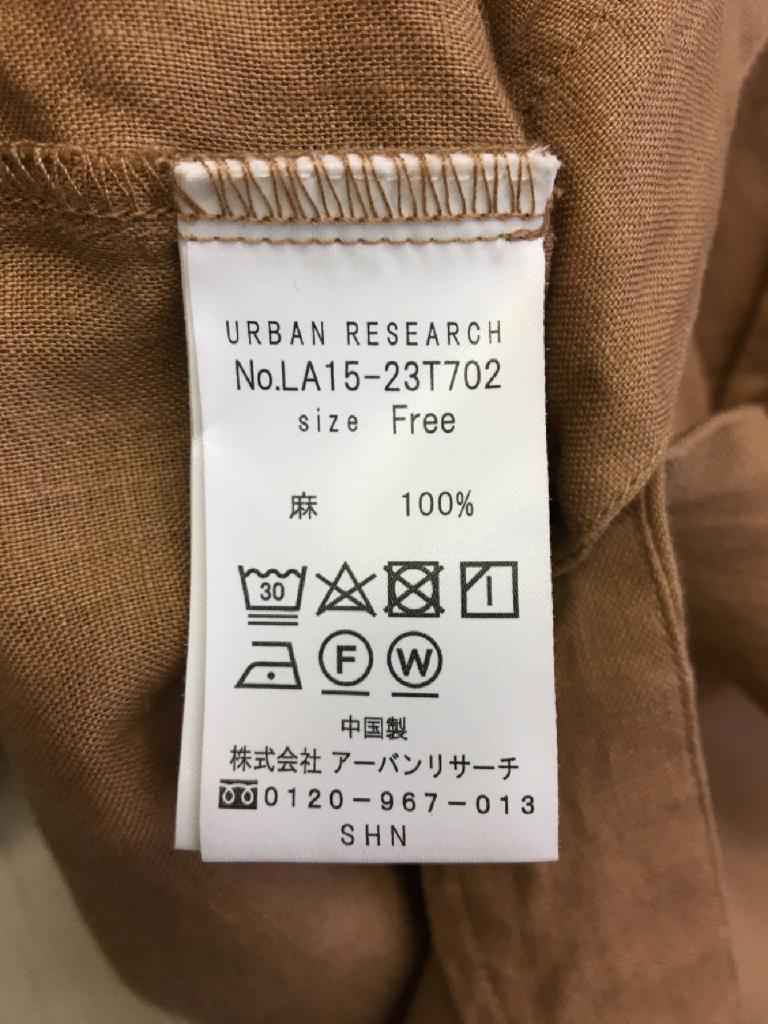 URBAN RESEARCH
No.LA15-23T702
size Free
麻 100%
30
F W
中国製
株式会社 アーバンリサーチ
0120-967-013
SHN